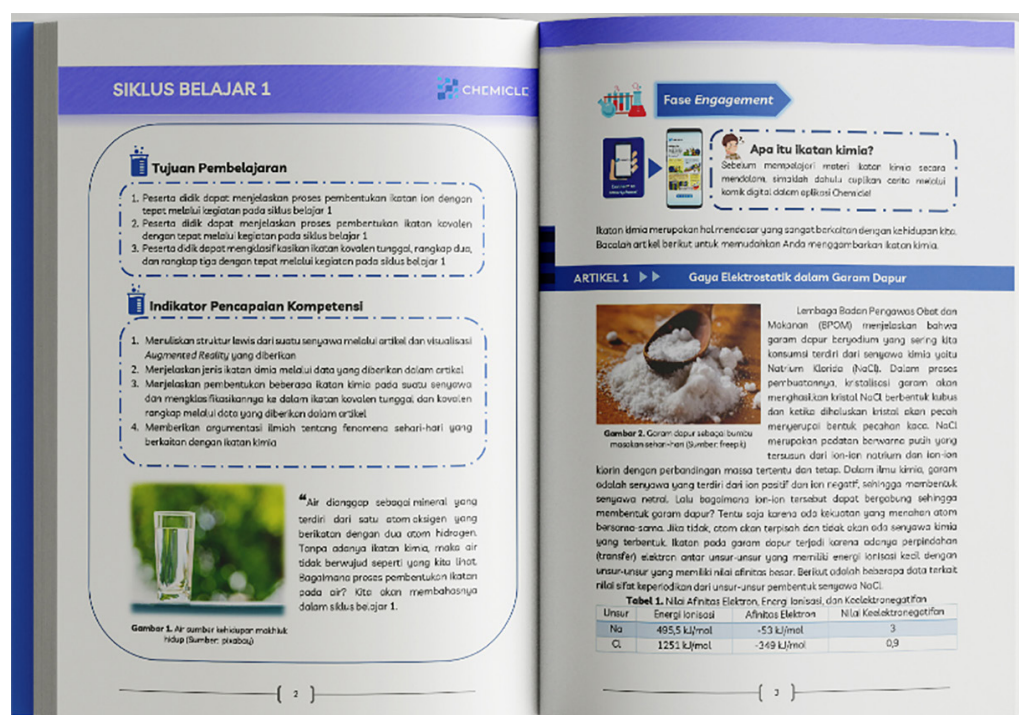 SIKLUS BELAJAR 1
CHEMICLE
Tujuan Pembelajaran
1. Peserta didik dapat menjelaskan proses pembentukan ikatan ion dengan
tepat melalui kegiatan pada siklus belajar 1
2. Peserta didik dapat menjelaskan proses pembentukan ikatan kovalen
dengan tepat melalui kegiatan pada siklus belajar 1
3. Peserta didik dapat mengklasifikasikan ikatan kovalen tunggal, rangkap dua,
dan rangkap tiga dengan tepat melalui kegiatan pada siklus belajar 1
Indikator Pencapaian Kompetensi
1. Menuliskan struktur lewis dari suatu senyawa melalui artikel dan visualisasi
Augmented Reality yang diberikan
2. Menjelaskan jenis ikatan kimia melalui data yang diberikan dalam artikel
3. Menjelaskan pembentukan beberapa ikatan kimia pada suatu senyawa
dan mengklasifikasikannya ke dalam ikatan kovalen tunggal dan kovalen
rangkap melalui data yang diberikan dalam artikel
4. Memberikan argumentasi ilmiah tentang fenomena sehari-hari yang
berkaitan dengan ikatan kimia
❝Air dianggap sebagai mineral yang
terdiri dari satu atom oksigen yang
berikatan dengan dua atom hidrogen.
Tanpa adanya ikatan kimia, maka air
tidak berwujud seperti yang kita lihat.
Bagaimana proses pembentukan ikatan
pada air? Kita akan membahasnya
dalam siklus belajar 1.
Gambar 1. Air sumber kehidupan makhluk
hidup (Sumber: pixabay)
2
Fase Engagement
Apa itu ikatan kimia?
Sebelum mempelajari materi ikatan kimia secara
mendalam, simaklah dahulu cuplikan cerita melalui
komik digital dalam aplikasi Chemicle!
Ikatan kimia merupakan hal mendasar yang sangat berkaitan dengan kehidupan kita.
Bacalah artikel berikut untuk memudahkan Anda menggambarkan ikatan kimia.
ARTIKEL 1 Gaya Elektrostatik dalam Garam Dapur
Lembaga Badan Pengawas Obat dan
Makanan (BPOM) menjelaskan bahwa
garam dapur beryodium yang sering kita
konsumsi terdiri dari senyawa kimia yaitu
Natrium Klorida (NaCl). Dalam proses
pembuatannya, kristalisasi garam akan
menghasilkan kristal NaCl berbentuk kubus
dan ketika dihaluskan kristal akan pecah
menyerupai bentuk pecahan kaca. NaCl
merupakan padatan berwarna putih yang
tersusun dari ion-ion natrium dan ion-ion
Gambar 2. Garam dapur sebagai bumbu
masakan sehari-hari (Sumber: freepik)
klorin dengan perbandingan massa tertentu dan tetap. Dalam ilmu kimia, garam
adalah senyawa yang terdiri dari ion positif dan ion negatif, sehingga membentuk
senyawa netral. Lalu bagaimana ion-ion tersebut dapat bergabung sehingga
membentuk garam dapur? Tentu saja karena ada kekuatan yang menahan atom
bersama-sama. Jika tidak, atom akan terpisah dan tidak akan ada senyawa kimia
yang terbentuk. Ikatan pada garam dapur terjadi karena adanya perpindahan
(transfer) elektron antar unsur-unsur yang memiliki energi ionisasi kecil dengan
unsur-unsur yang memiliki nilai afinitas besar. Berikut adalah beberapa data terkait
nilai sifat keperiodikan dari unsur-unsur pembentuk senyawa NaCl.
Tabel 1. Nilai Afinitas Elektron, Energi Ionisasi, dan Keelektronegatifan
Unsur Energi Ionisasi Afinitas Elektron Nilai Keelektronegatifan
Na 495,5 kJ/mol -53 kJ/mol 3
Cl 1251 kJ/mol -349 kJ/mol 0,9
3